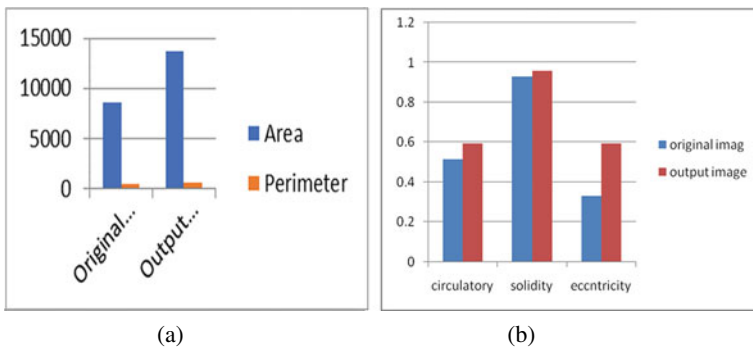 15000
10000
5000
0
Original...
Output...
Area
Perimeter
(a)
1.2
1
0.8
0.6
0.4
0.2
0
circulatory solidity eccntricity
original imag
output image
(b)